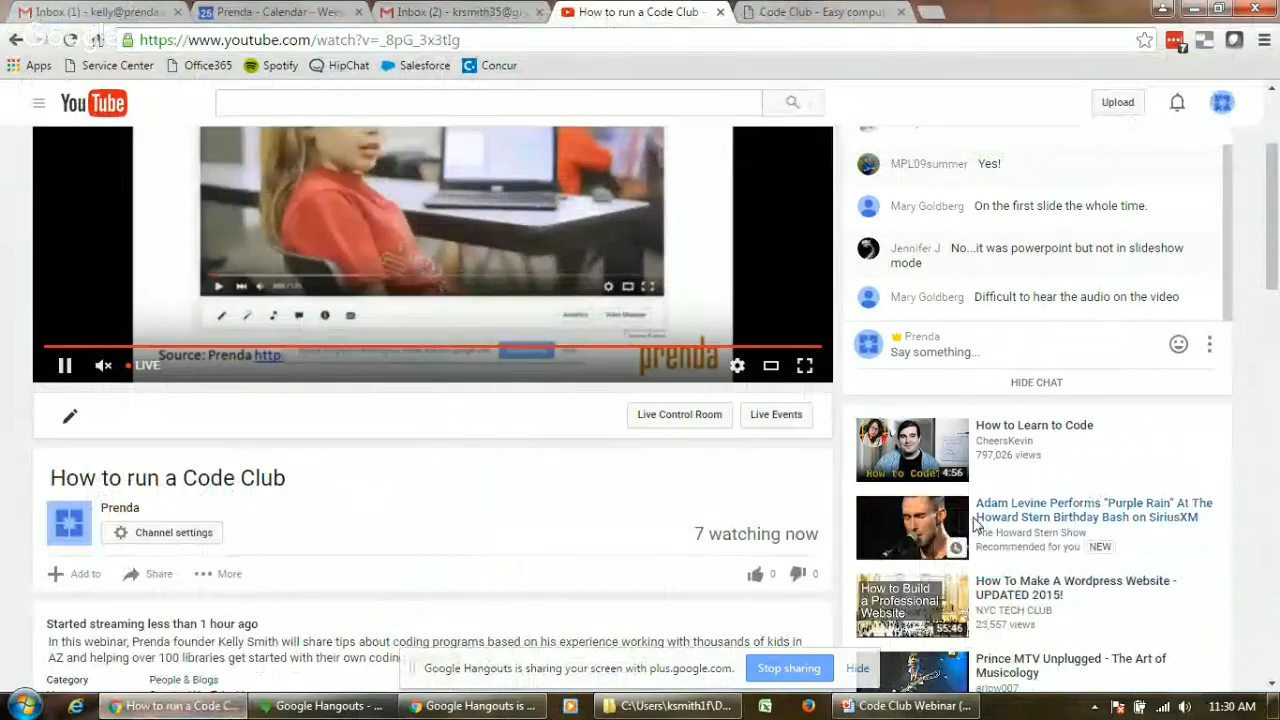 Inbox (1) - kelly@prenda
Prenda - Calendar - Week
Inbox (2) - krsmith35@g
How to run a Code Club -
Code Club - Easy compu
https://www.youtube.com/watch?v=_8pG_3x3tIg
Apps
Service Center
Office365
Spotify
HipChat
Salesforce
Concur
YouTube
Upload
MPL09summer Yes!
Mary Goldberg On the first slide the whole time.
Jennifer J No...it was powerpoint but not in slideshow
mode
Mary Goldberg Difficult to hear the audio on the video
Prenda
Say something...
HIDE CHAT
Source: Prenda http
prenda
LIVE
Live Control Room
Live Events
How to run a Code Club
Prenda
Channel settings
7 watching now
Add to
Share
More
0
0
Started streaming less than 1 hour ago
In this webinar, Prenda founder Kelly Smith will share tips about coding programs based on his experience working with thousands of kids in
AZ and helping over 100 libraries get started with their own coding
Category
People & Blogs
How to Code
4:56
How to Learn to Code
CheersKevin
797,026 views
Adam Levine Performs "Purple Rain" At The
Howard Stern Birthday Bash on SiriusXM
The Howard Stern Show
Recommended for you NEW
How to Build
a Professional
Website
55:46
How To Make A Wordpress Website -
UPDATED 2015!
NYC TECH CLUB
23,557 views
Prince MTV Unplugged - The Art of
Musicology
arlow007
Google Hangouts is sharing your screen with plus.google.com.
Stop sharing
Hide
How to run a Code C...
Google Hangouts - ...
Google Hangouts is ...
C:\Users\ksmith1f\D...
Code Club Webinar (...
11:30 AM